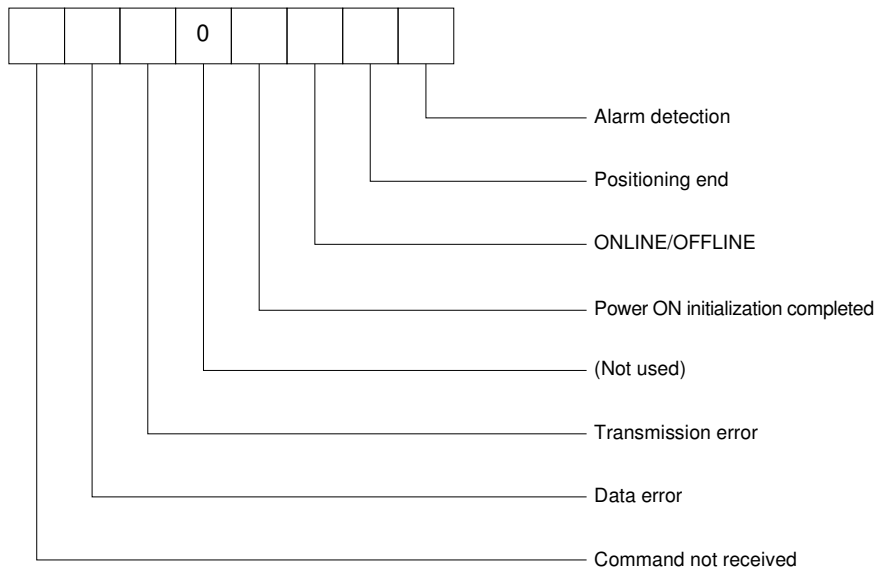 0
Alarm detection
Positioning end
ONLINE/OFFLINE
Power ON initialization completed
(Not used)
Transmission error
Data error
Command not received